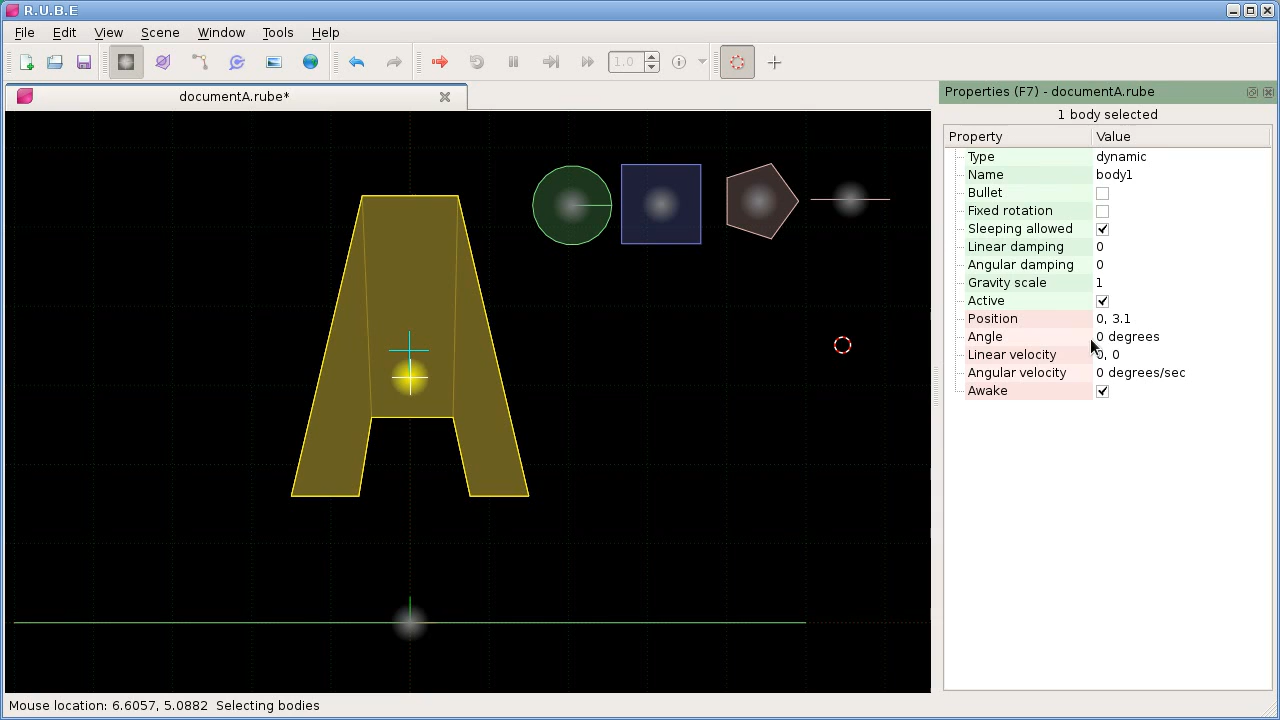 R.U.B.E
File Edit View Scene Window Tools Help
1.0
documentA.rube*
Properties (F7) - documentA.rube
1 body selected
Property Value
Type dynamic
Name body1
Bullet
Fixed rotation
Sleeping allowed
Linear damping 0
Angular damping 0
Gravity scale 1
Active
Position 0, 3.1
Angle 0 degrees
Linear velocity 0, 0
Angular velocity 0 degrees/sec
Awake
Mouse location: 6.6057, 5.0882 Selecting bodies